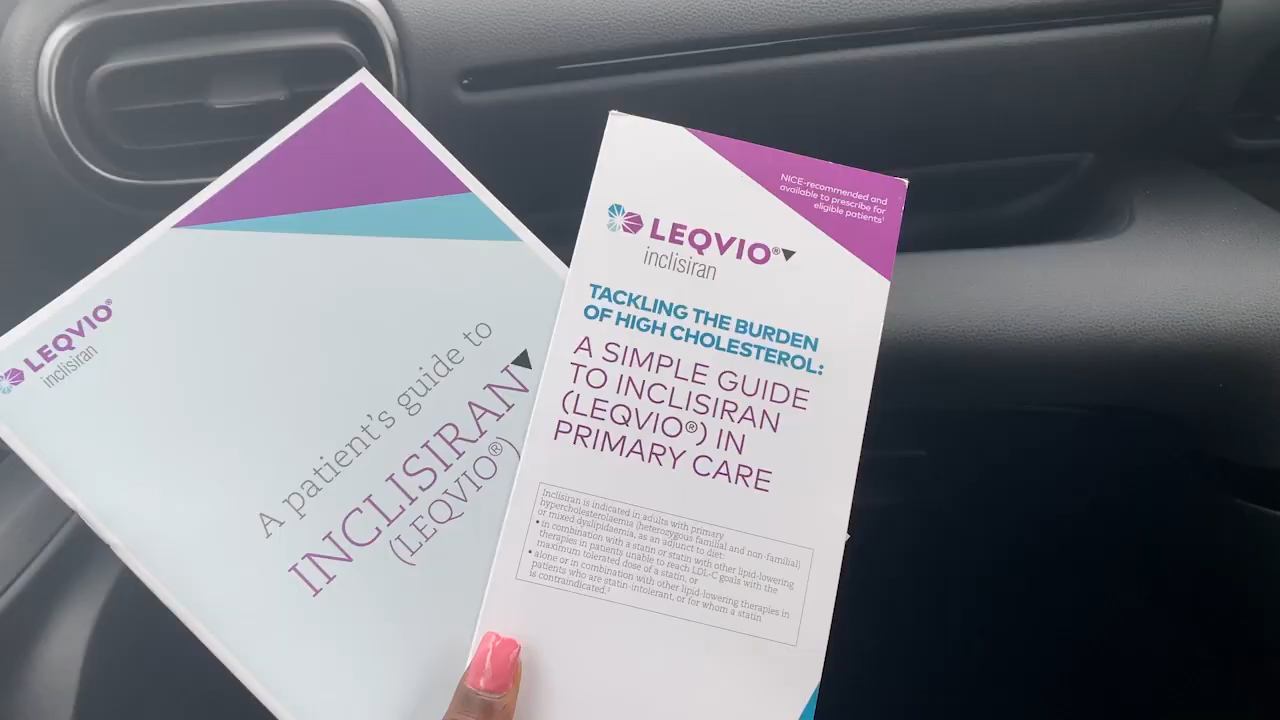 LEQVIO®
inclisiran
A patient's guide to
INCLISIRAN▼
(LEQVIO®)
NICE-recommended and
available to prescribe for
eligible patients¹
LEQVIO®▼
inclisiran
TACKLING THE BURDEN
OF HIGH CHOLESTEROL:
A SIMPLE GUIDE
TO INCLISIRAN
(LEQVIO®) IN
PRIMARY CARE
Inclisiran is indicated in adults with primary
hypercholesterolaemia (heterozygous familial and non-familial)
or mixed dyslipidaemia, as an adjunct to diet:
• in combination with a statin or statin with other lipid-lowering
therapies in patients unable to reach LDL-C goals with the
maximum tolerated dose of a statin, or
• alone or in combination with other lipid-lowering therapies in
patients who are statin-intolerant, or for whom a statin
is contraindicated.